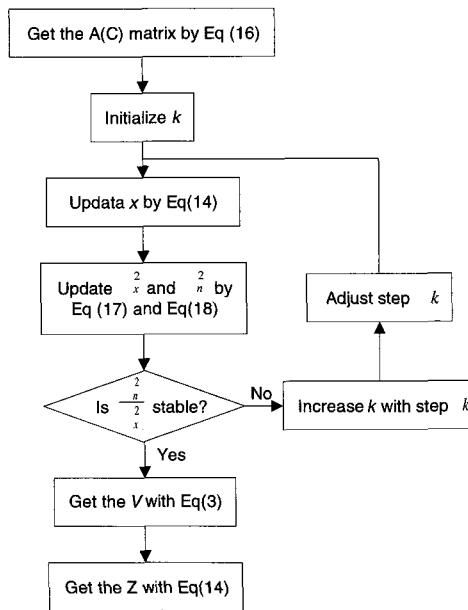 Get the A(C) matrix by Eq (16)
Initialize k
Updata x by Eq(14)
Update 2 x and 2 n by
Eq (17) and Eq(18)
Adjust step k
Is 2 n 2 x stable?
No
Increase k with step k
Yes
Get the V with Eq(3)
Get the Z with Eq(14)